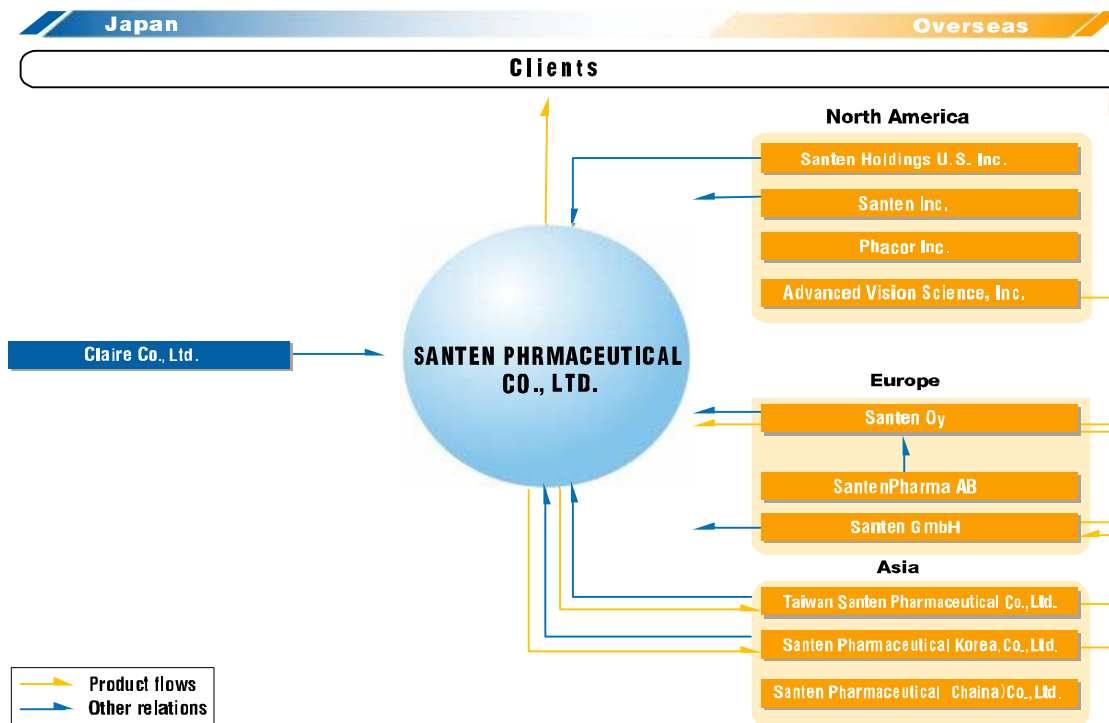 Japan
Overseas
Clients
North America
Santen Holdings U.S. Inc.
Santen Inc.
Phacor Inc.
Advanced Vision Science, Inc.
Claire Co., Ltd.
SANTEN PHRMACEUTICAL
CO., LTD.
Europe
Santen Oy
SantenPharma AB
Santen GmbH
Asia
Taiwan Santen Pharmaceutical Co., Ltd.
Santen Pharmaceutical Korea, Co., Ltd.
Santen Pharmaceutical Chaina)Co., Ltd.
Product flows
Other relations